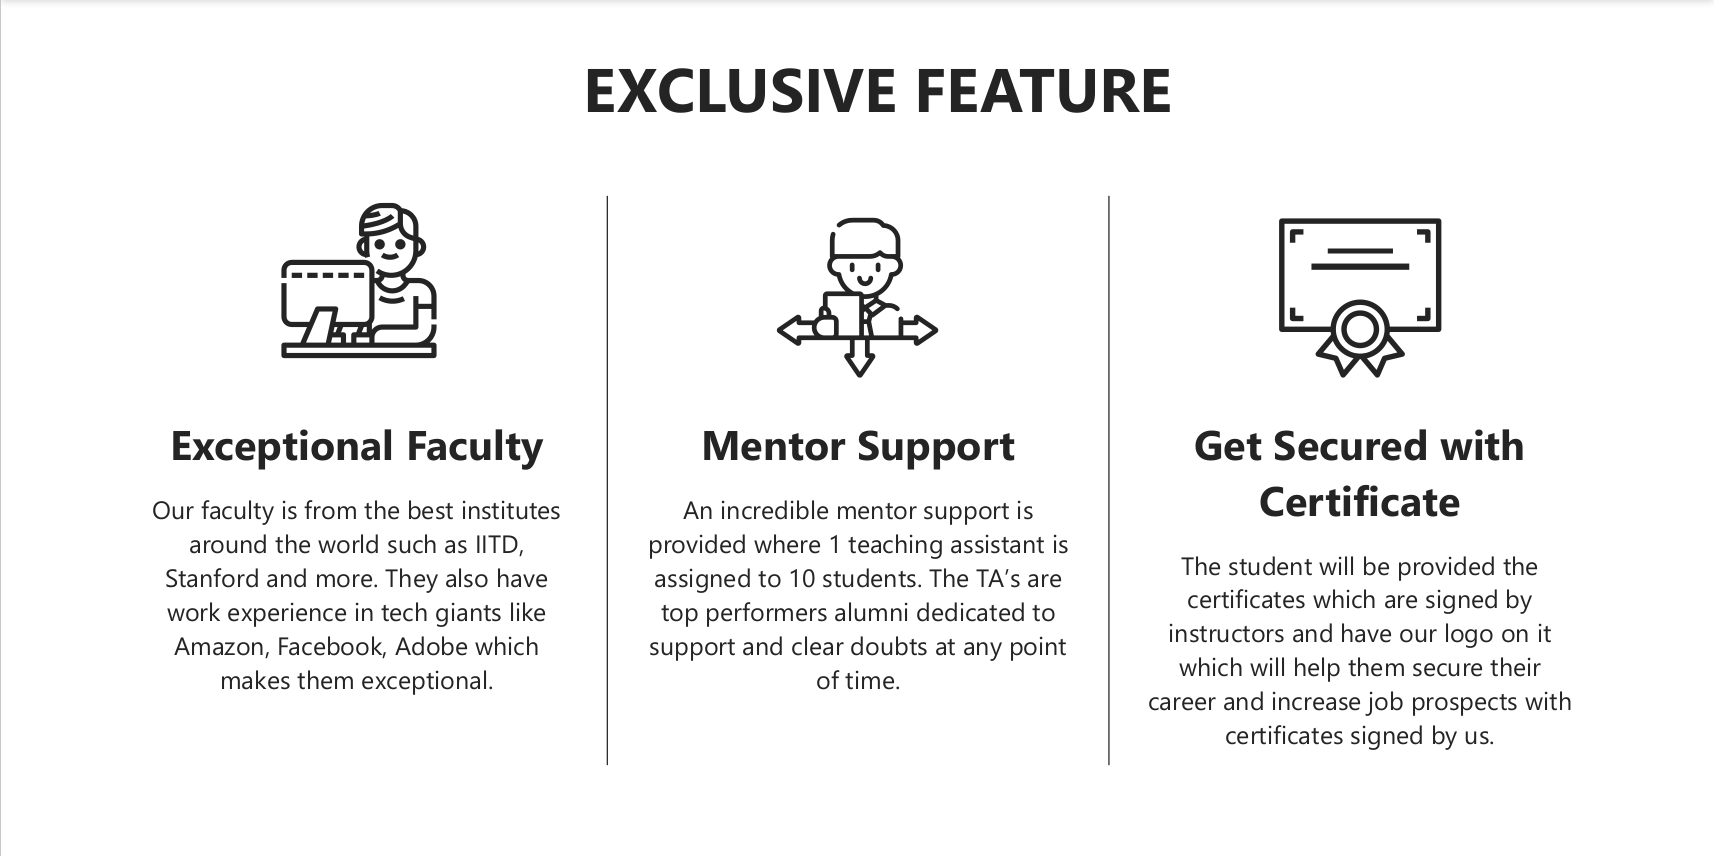 EXCLUSIVE FEATURE
Exceptional Faculty
Our faculty is from the best institutes
around the world such as IITD,
Stanford and more. They also have
work experience in tech giants like
Amazon, Facebook, Adobe which
makes them exceptional.
Mentor Support
An incredible mentor support is
provided where 1 teaching assistant is
assigned to 10 students. The TA’s are
top performers alumni dedicated to
support and clear doubts at any point
of time.
Get Secured with
Certificate
The student will be provided the
certificates which are signed by
instructors and have our logo on it
which will help them secure their
career and increase job prospects with
certificates signed by us.